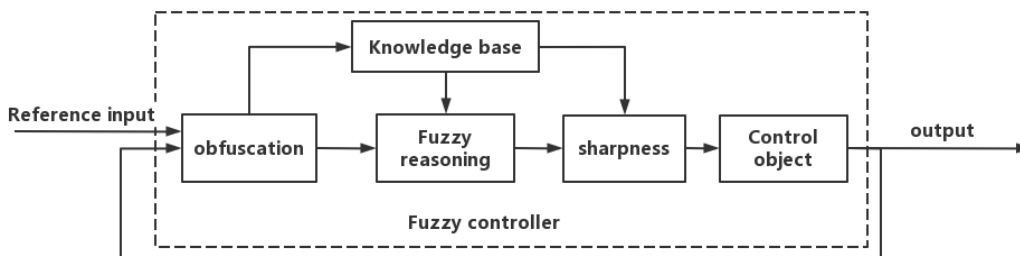 Knowledge base
Reference input
obfuscation
Fuzzy
reasoning
sharpness
Control
object
output
Fuzzy controller